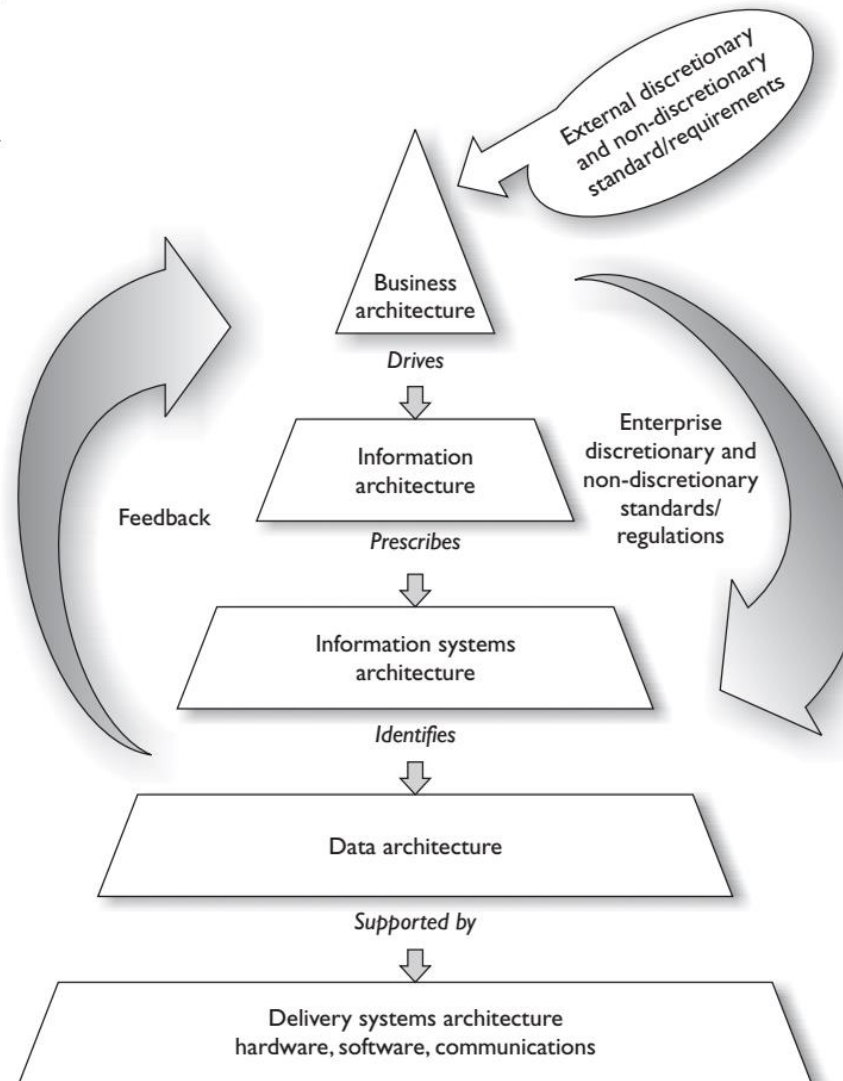 External discretionary
and non-discretionary
standard/requirements
Business
architecture
Drives
Information
architecture
Enterprise
discretionary and
non-discretionary
standards/
regulations
Feedback
Prescribes
Information systems
architecture
Identifies
Data architecture
Supported by
Delivery systems architecture
hardware, software, communications